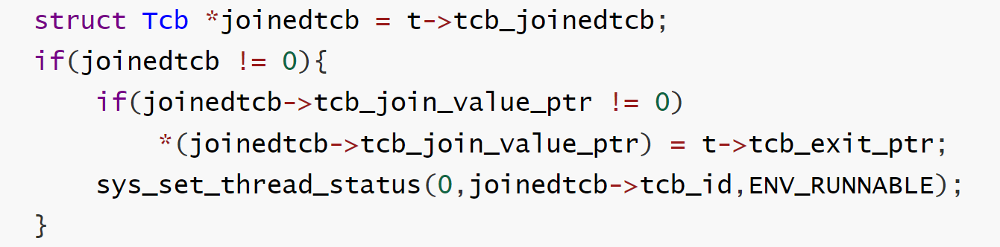 struct Tcb *joinedtcb = t->tcb_joinedtcb;
if(joinedtcb != 0){
    if(joinedtcb->tcb_join_value_ptr != 0)
        *(joinedtcb->tcb_join_value_ptr) = t->tcb_exit_ptr;
    sys_set_thread_status(0,joinedtcb->tcb_id,ENV_RUNNABLE);
}